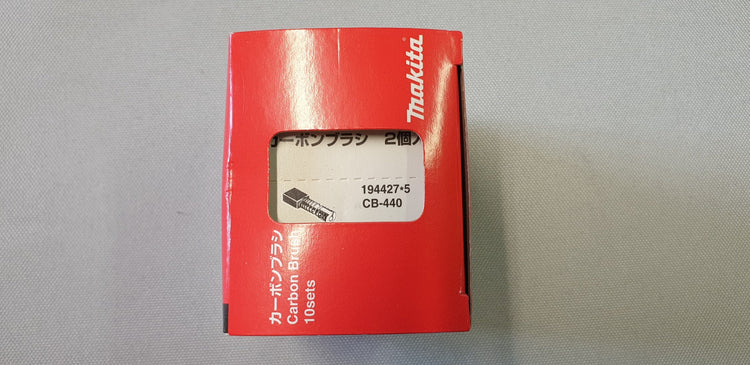 makita
カーボンブラシ 2個
194427•5
CB-440
カーボンブラシ
Carbon Brush
10sets